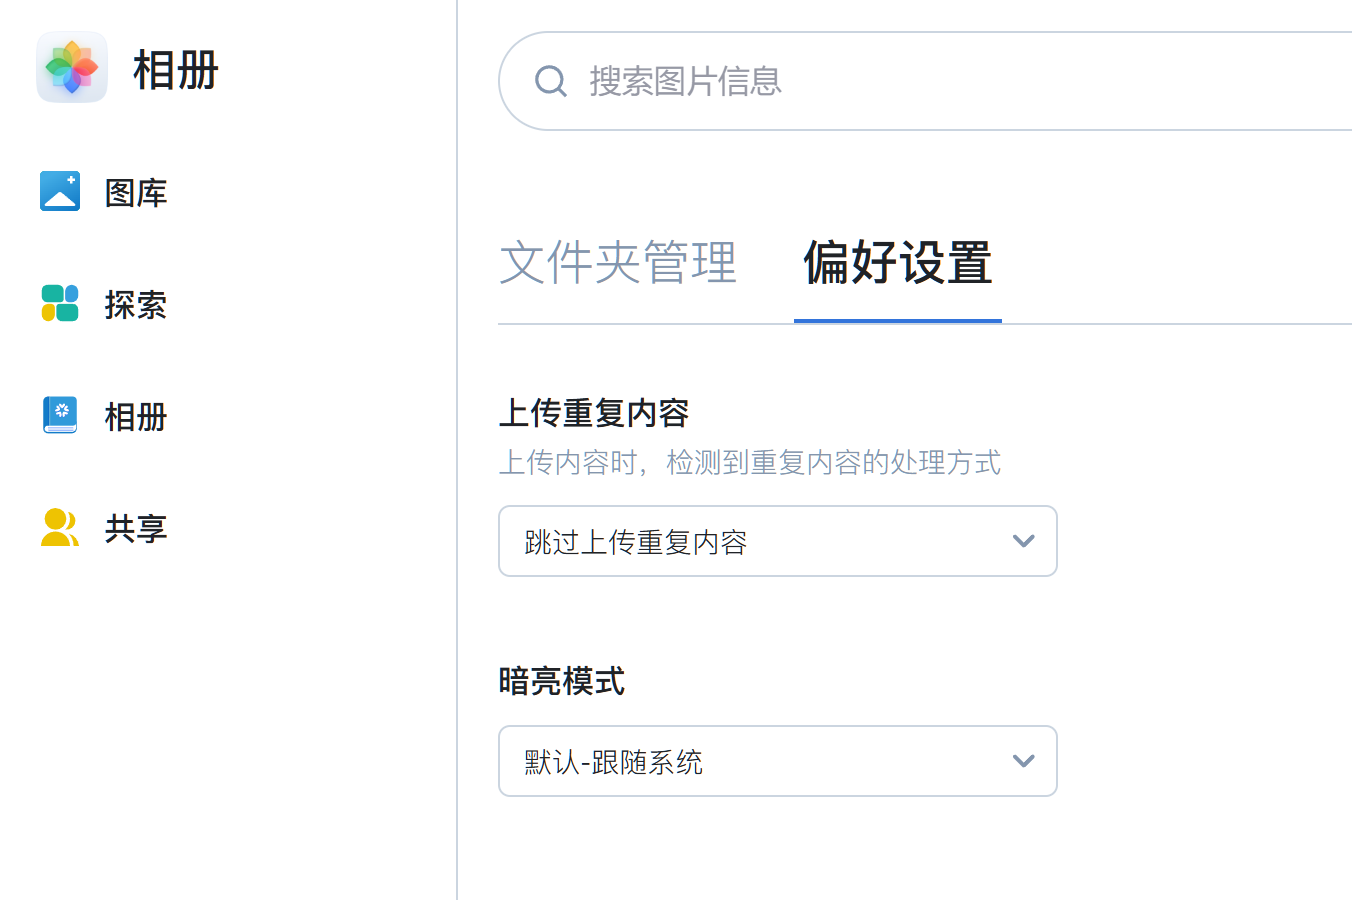 相册
图库
探索
相册
共享
搜索图片信息
文件夹管理 偏好设置
上传重复内容
上传内容时，检测到重复内容的处理方式
跳过上传重复内容
暗亮模式
默认-跟随系统